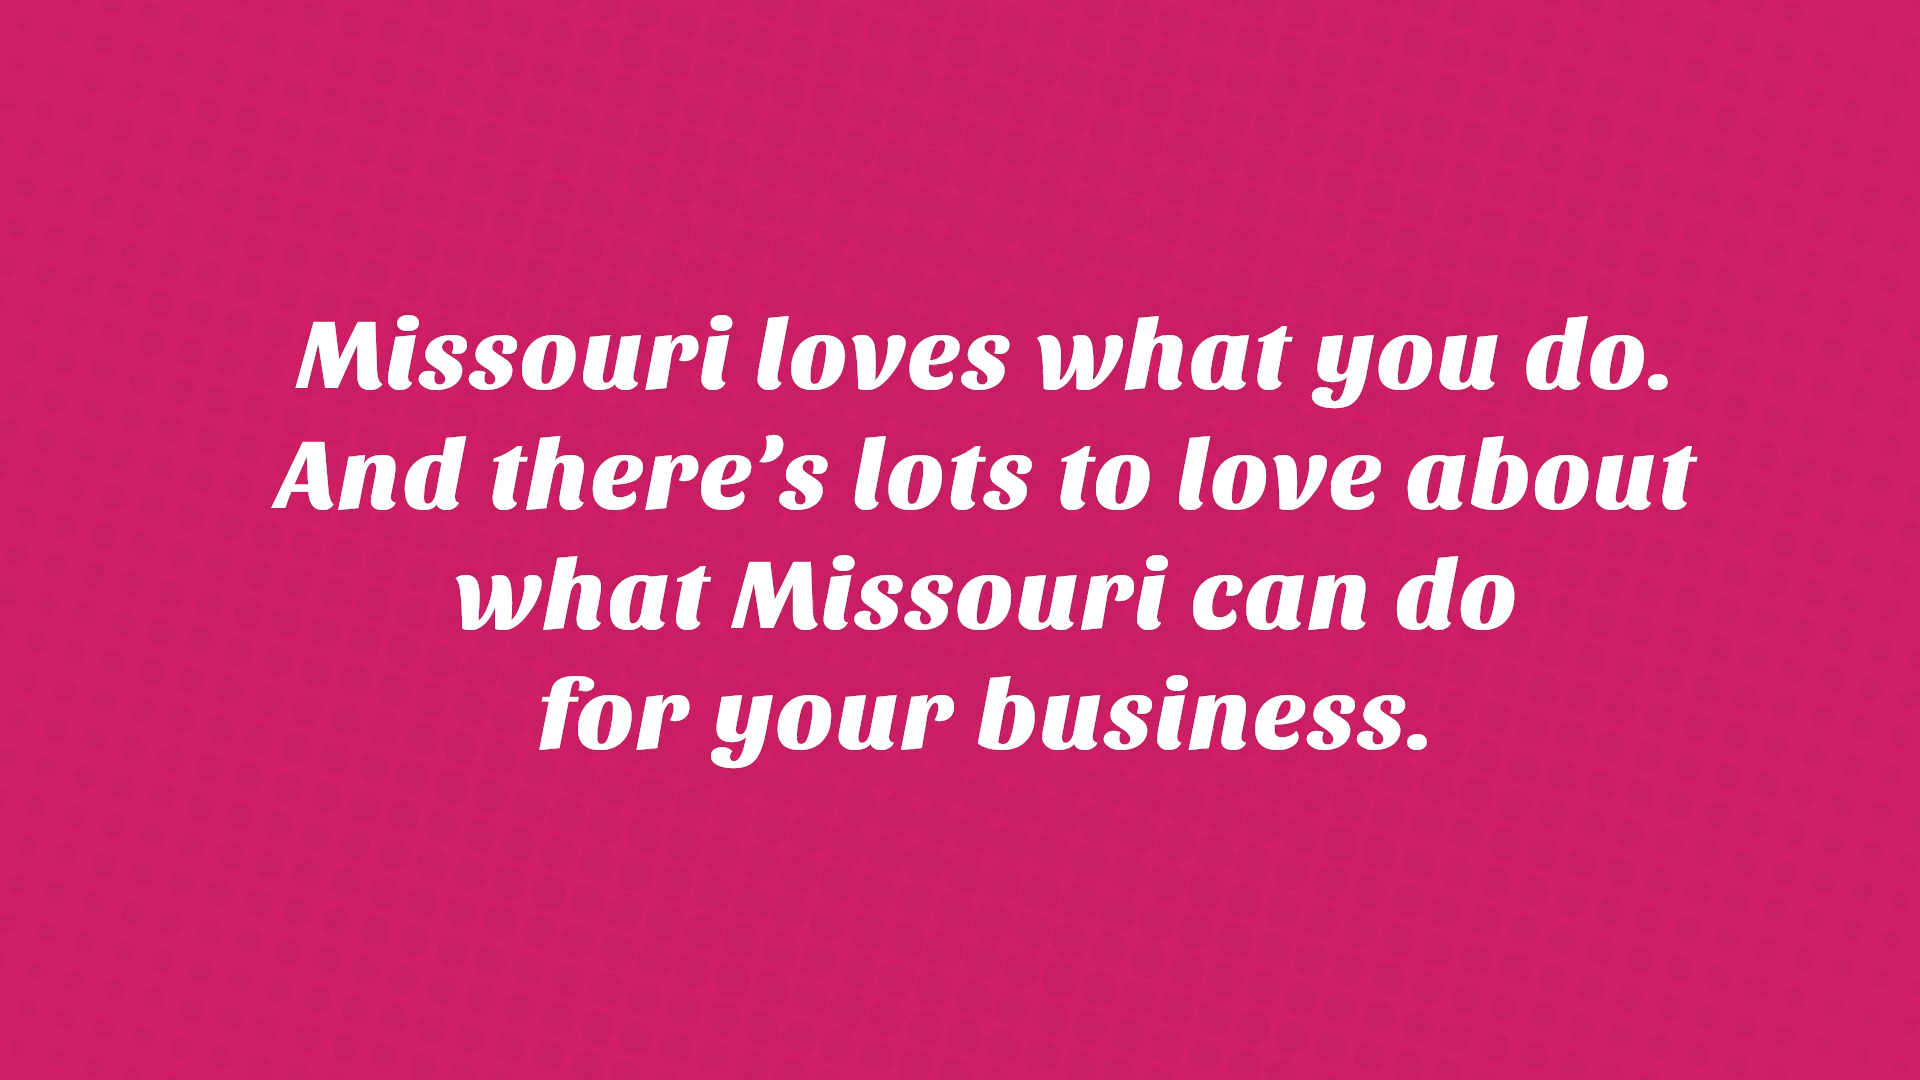 Missouri loves what you do.
And there’s lots to love about
what Missouri can do
for your business.